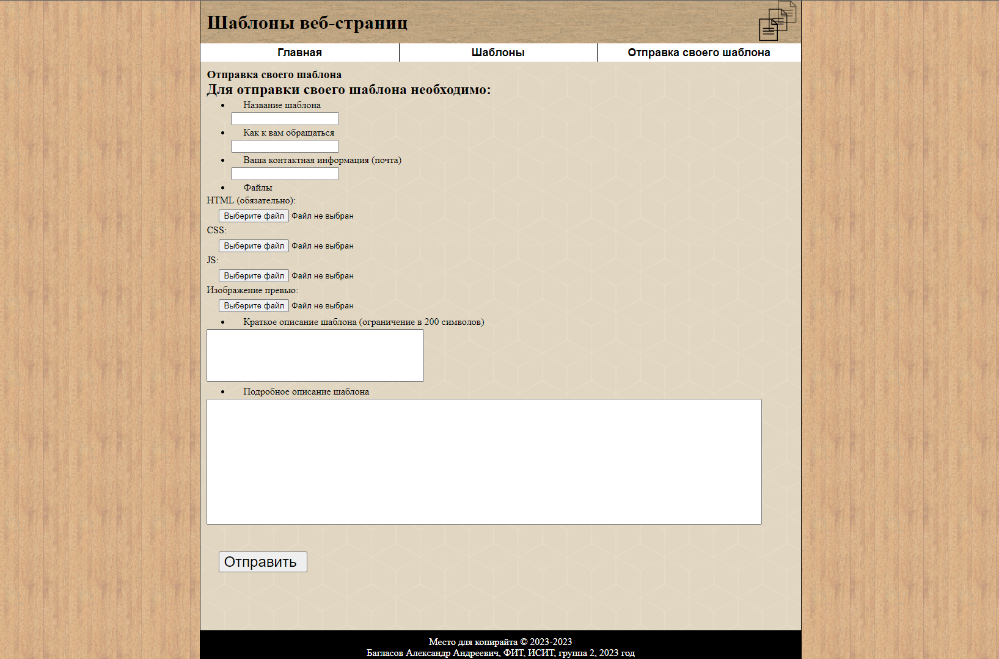 Шаблоны веб-страниц
Главная Шаблоны Отправка своего шаблона
Отправка своего шаблона
Для отправки своего шаблона необходимо:
Название шаблона
Как к вам обращаться
Ваша контактная информация (почта)
Файлы
HTML (обязательно):
Выберите файл Файл не выбран
CSS:
Выберите файл Файл не выбран
JS:
Выберите файл Файл не выбран
Изображение превью:
Выберите файл Файл не выбран
Краткое описание шаблона (ограничение в 200 символов)
Подробное описание шаблона
Отправить
Место для копирайта © 2023-2023
Багласов Александр Андреевич, ФИТ, ИСИТ, группа 2, 2023 год